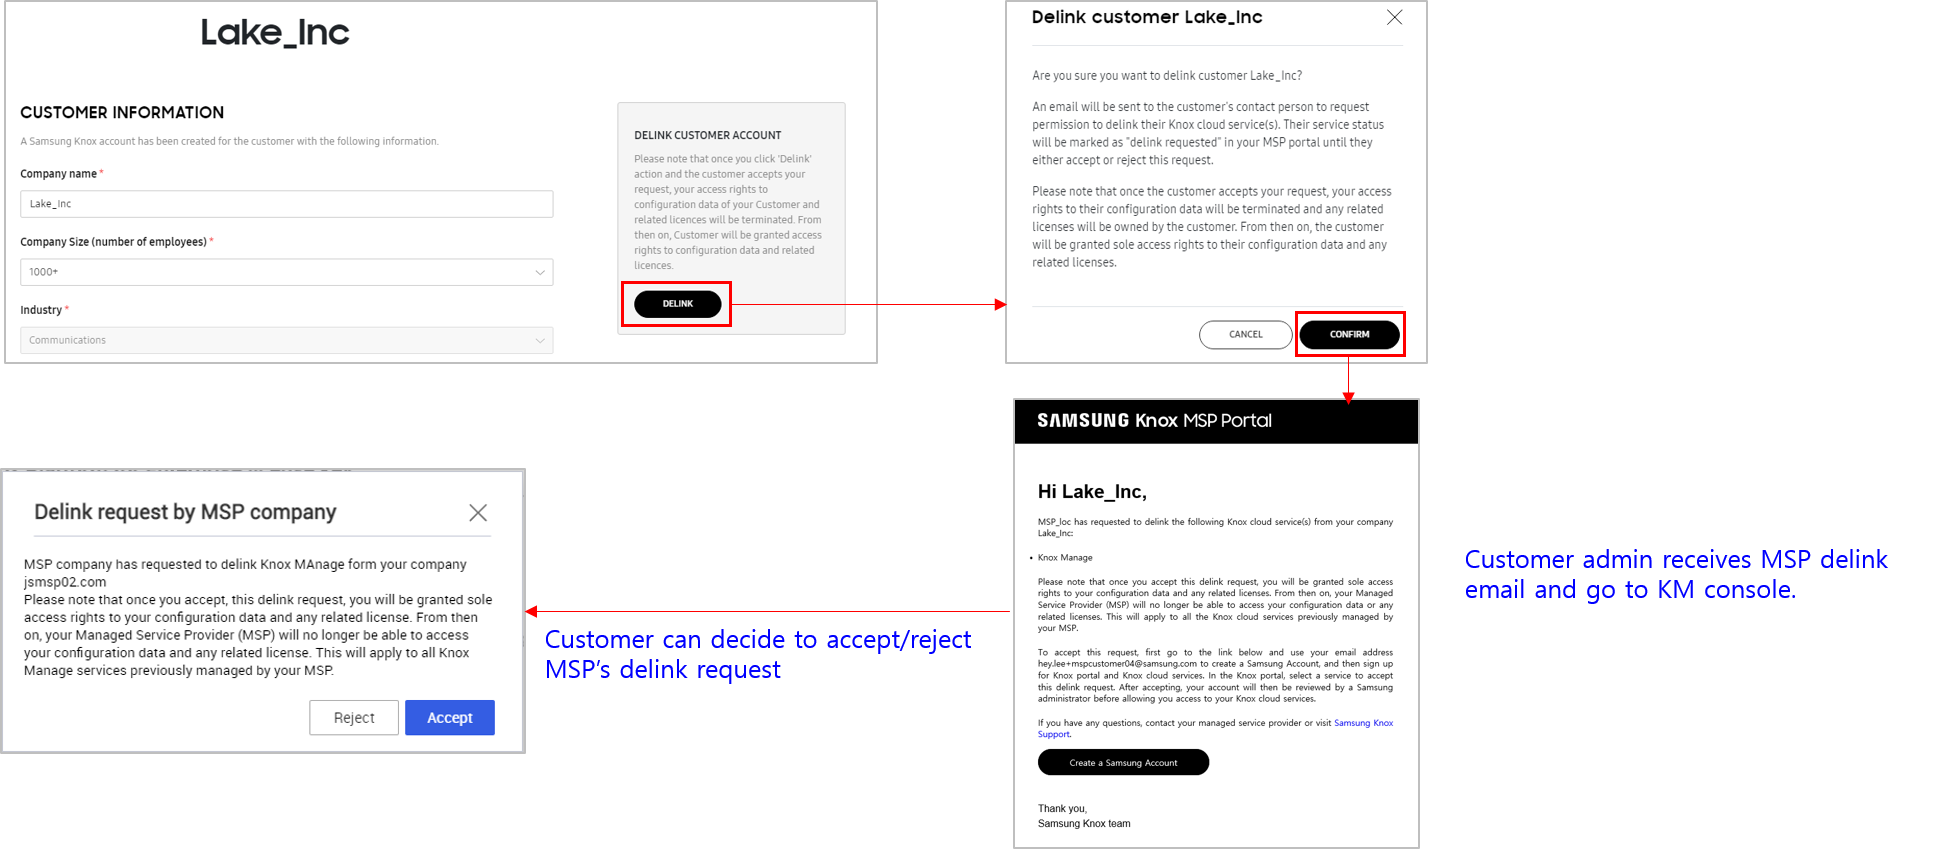 Lake_Inc
CUSTOMER INFORMATION
A Samsung Knox account has been created for the customer with the following information.
Company name *
Lake_Inc
Company Size (number of employees) *
1000+
Industry *
Communications
DELINK CUSTOMER ACCOUNT
Please note that once you click 'Delink'
action and the customer accepts your
request, your access rights to
configuration data of your Customer and
related licences will be terminated. From
then on, Customer will be granted access
rights to configuration data and related
licences.
DELINK
Delink customer Lake_Inc
Are you sure you want to delink customer Lake_Inc?
An email will be sent to the customer's contact person to request
permission to delink their Knox cloud service(s). Their service status
will be marked as "delink requested" in your MSP portal until they
either accept or reject this request.
Please note that once the customer accepts your request, your access
rights to their configuration data will be terminated and any related
licenses will be owned by the customer. From then on, the customer
will be granted sole access rights to their configuration data and any
related licenses.
CANCEL
CONFIRM
SAMSUNG Knox MSP Portal
Hi Lake_Inc,
MSP_loc has requested to delink the following Knox cloud service(s) from your company
Lake_Inc:
• Knox Manage
Please note that once you accept this delink request, you will be granted sole access
rights to your configuration data and any related licenses. From then on, your Managed
Service Provider (MSP) will no longer be able to access your configuration data or any
related licenses. This will apply to all the Knox cloud services previously managed by
your MSP.
To accept this request, first go to the link below and use your email address
hey.lee+mspcustomer04@samsung.com to create a Samsung Account, and then sign up
for Knox portal and Knox cloud services. In the Knox portal, select a service to accept
this delink request. After accepting, your account will then be reviewed by a Samsung
administrator before allowing you access to your Knox cloud services.
If you have any questions, contact your managed service provider or visit Samsung Knox
Support.
Create a Samsung Account
Thank you,
Samsung Knox team
Customer admin receives MSP delink
email and go to KM console.
Customer can decide to accept/reject
MSP's delink request
Delink request by MSP company
MSP company has requested to delink Knox MAnage form your company
jsmsp02.com
Please note that once you accept, this delink request, you will be granted sole
access rights to your configuration data and any related license. From then
on, your Managed Service Provider (MSP) will no longer be able to access
your configuration data and any related license. This will apply to all Knox
Manage services previously managed by your MSP.
Reject
Accept